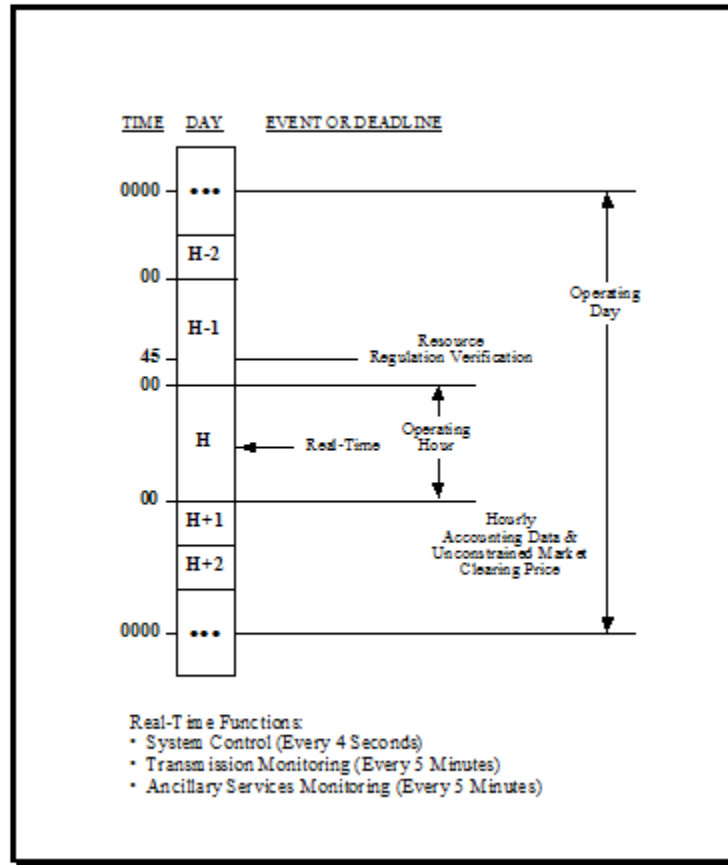 TIME DAY EVENT OR DEADLINE
0000 •••
H-2
00
H-1
Operating
Day
Resource
45 Regulation Verification
00
Operating
H Real-Time Hour
00
H+1 Hourly
Accounting Data &
Unconstrained Market
H+2 Clearing Price
0000 •••
Real-Time Functions:
• System Control (Every 4 Seconds)
• Transmission Monitoring (Every 5 Minutes)
• Ancillary Services Monitoring (Every 5 Minutes)